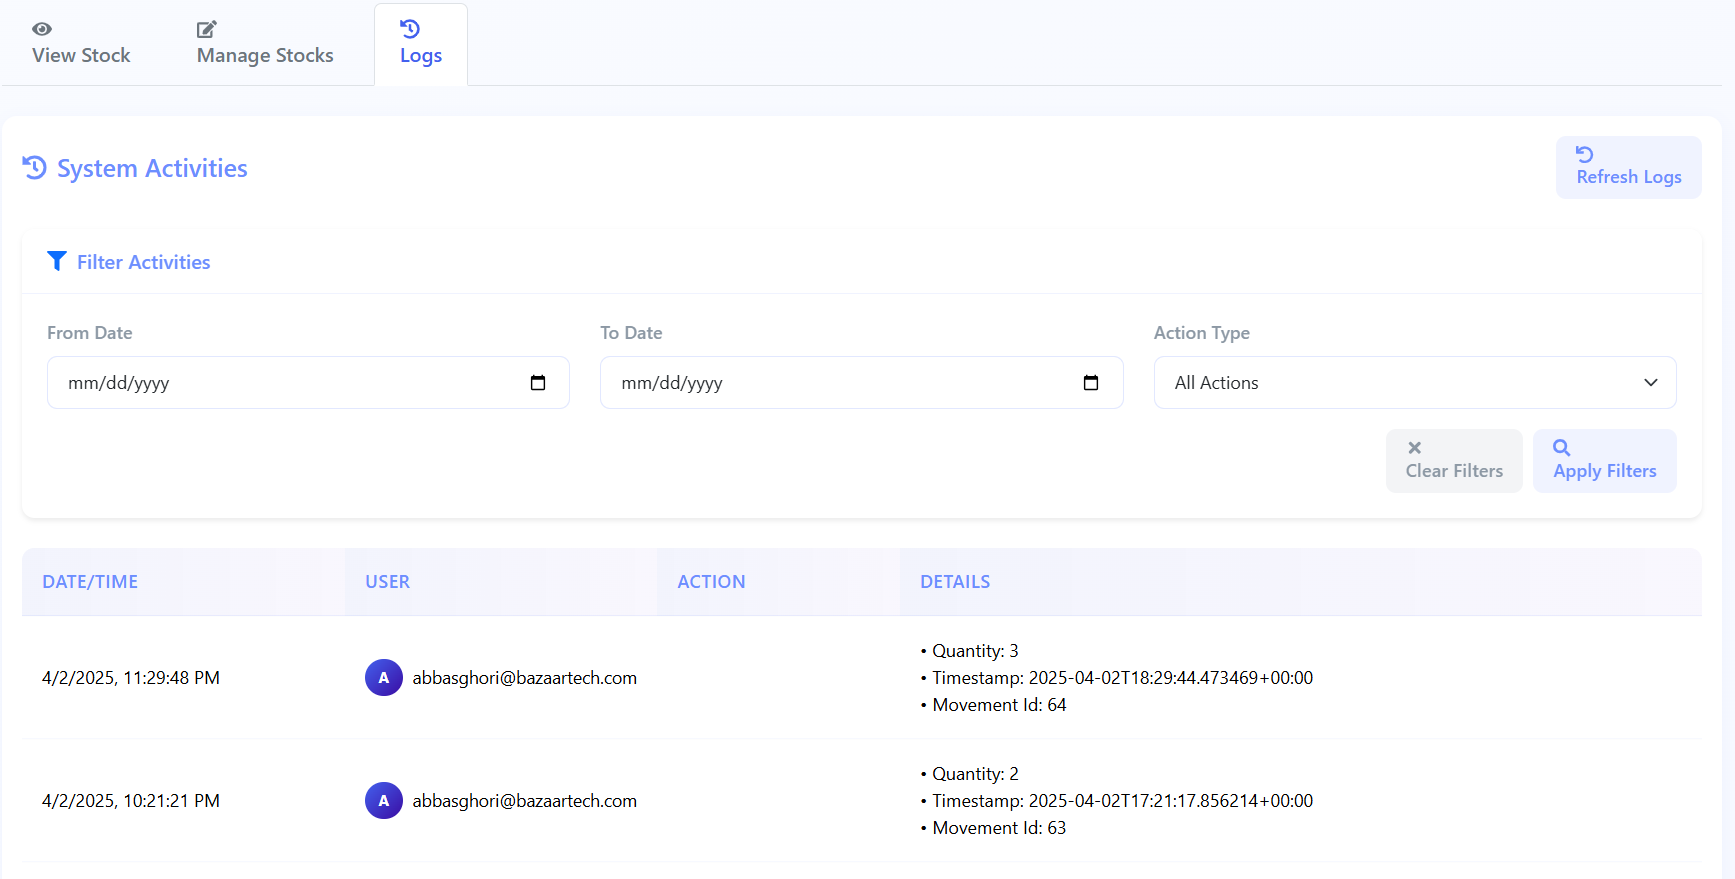 View Stock
Manage Stocks
Logs
System Activities
Refresh Logs
Filter Activities
From Date
To Date
Action Type
mm/dd/yyyy
mm/dd/yyyy
All Actions
Clear Filters
Apply Filters
DATE/TIME USER ACTION DETAILS
4/2/2025, 11:29:48 PM
A abbasghori@bazaartech.com
• Quantity: 3
• Timestamp: 2025-04-02T18:29:44.473469+00:00
• Movement Id: 64
4/2/2025, 10:21:21 PM
A abbasghori@bazaartech.com
• Quantity: 2
• Timestamp: 2025-04-02T17:21:17.856214+00:00
• Movement Id: 63